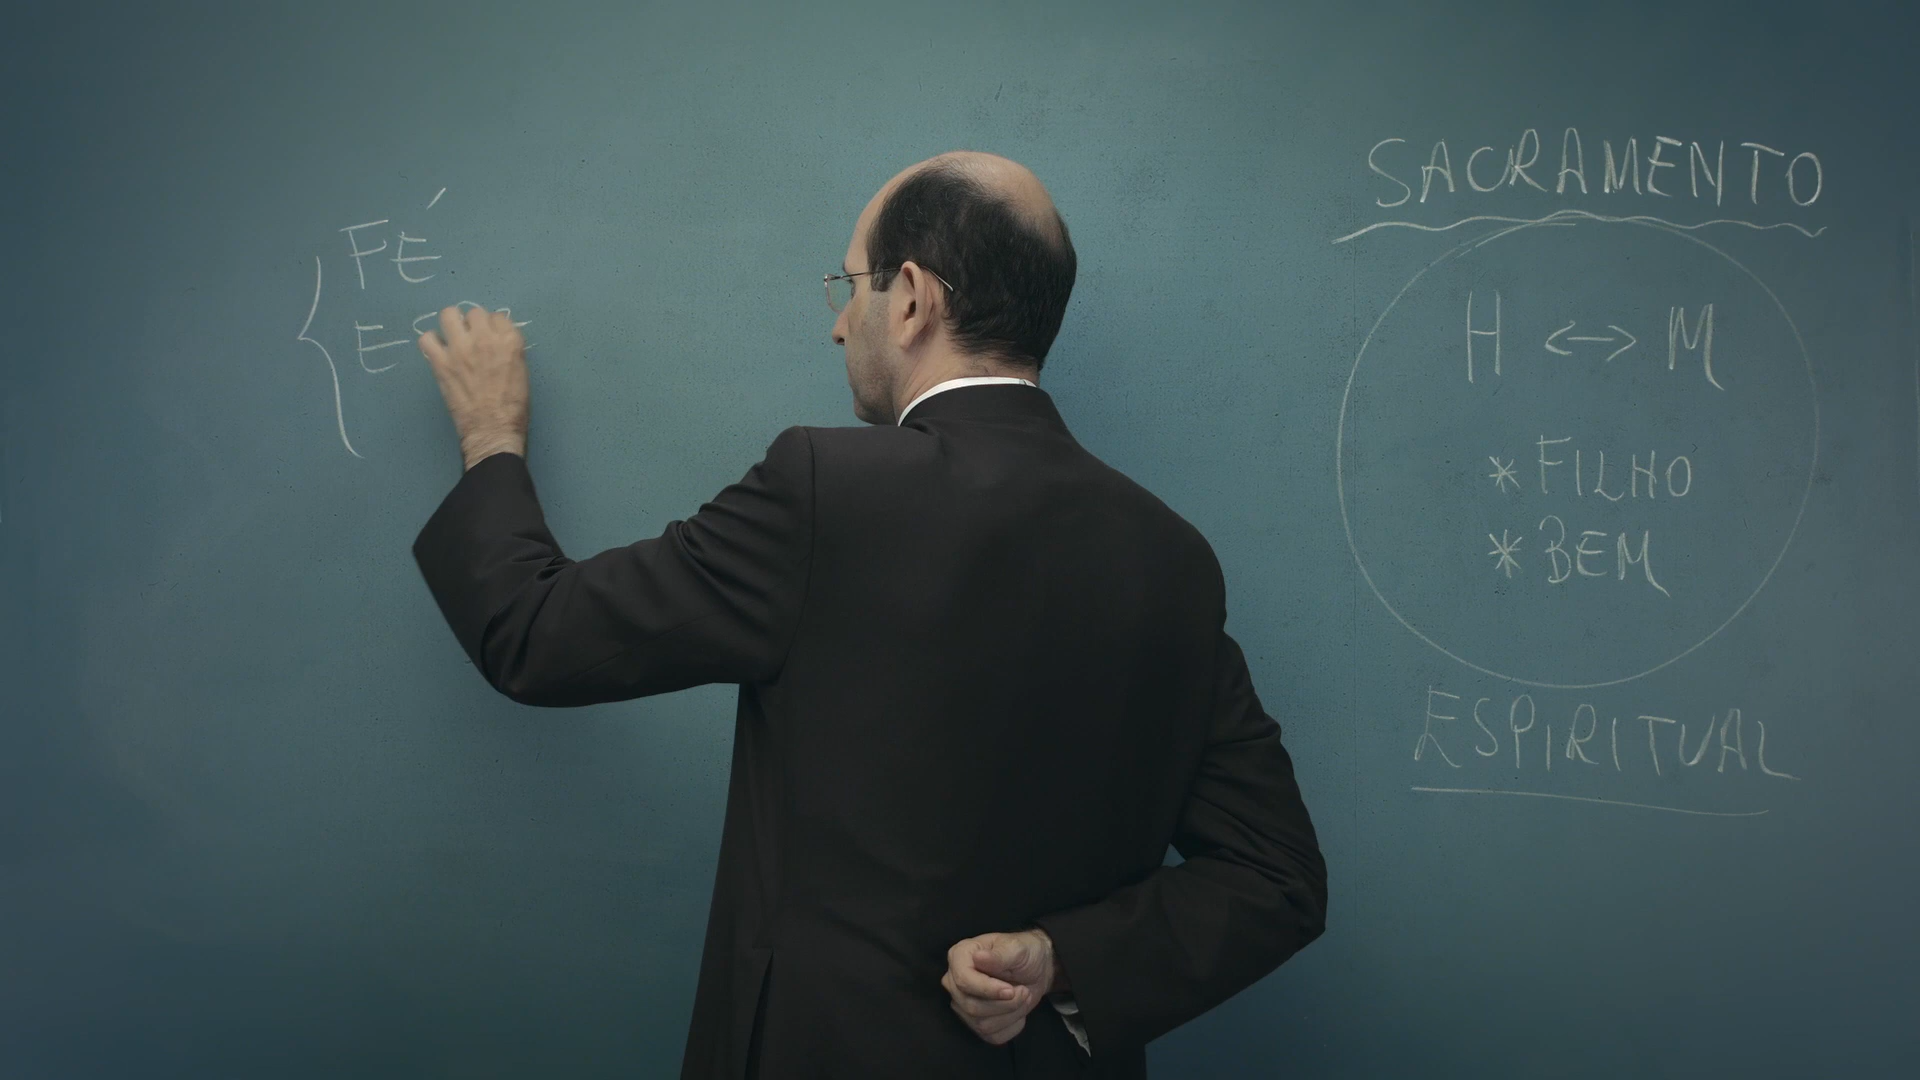 FÉ
SACRAMENTO
H ↔ M
* FILHO
* BEM
ESPIRITUAL